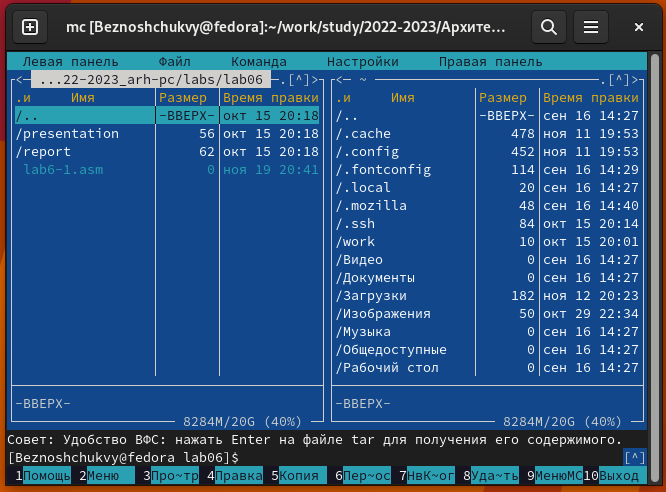 mc [Beznoshchukvy@fedora]:~/work/study/2022-2023/Архите…
Левая панель Файл Команда Настройки Правая панель
<─ ...22-2023_arh-pc/labs/lab06 ─.[^]>
.и Имя Размер Время правки
/.. –ВВЕРХ– окт 15 20:18
/presentation 56 окт 15 20:18
/report 62 окт 15 20:18
lab6-1.asm 0 ноя 19 20:41
–ВВЕРХ–
8284M/20G (40%)
<─ ~ ─.[^]>
.и Имя Размер Время правки
/.. –ВВЕРХ– сен 16 14:27
/.cache 478 ноя 11 19:53
/.config 452 ноя 11 19:53
/.fontconfig 114 сен 16 14:29
/.local 20 сен 16 14:27
/.mozilla 48 сен 16 14:40
/.ssh 84 окт 15 20:14
/work 10 окт 15 20:01
/Видео 0 сен 16 14:27
/Документы 0 сен 16 14:27
/Загрузки 182 ноя 12 20:23
/Изображения 50 окт 29 22:34
/Музыка 0 сен 16 14:27
/Общедоступные 0 сен 16 14:27
/Рабочий стол 0 сен 16 14:27
–ВВЕРХ–
8284M/20G (40%)
Совет: Удобство ВФС: нажать Enter на файле tar для получения его содержимого.
[Beznoshchukvy@fedora lab06]$ [^]
1Помощь 2Меню 3Про~тр 4Правка 5Копия 6Пер~ос 7НвК~ог 8Уда~ть 9МенюМС 10Выход